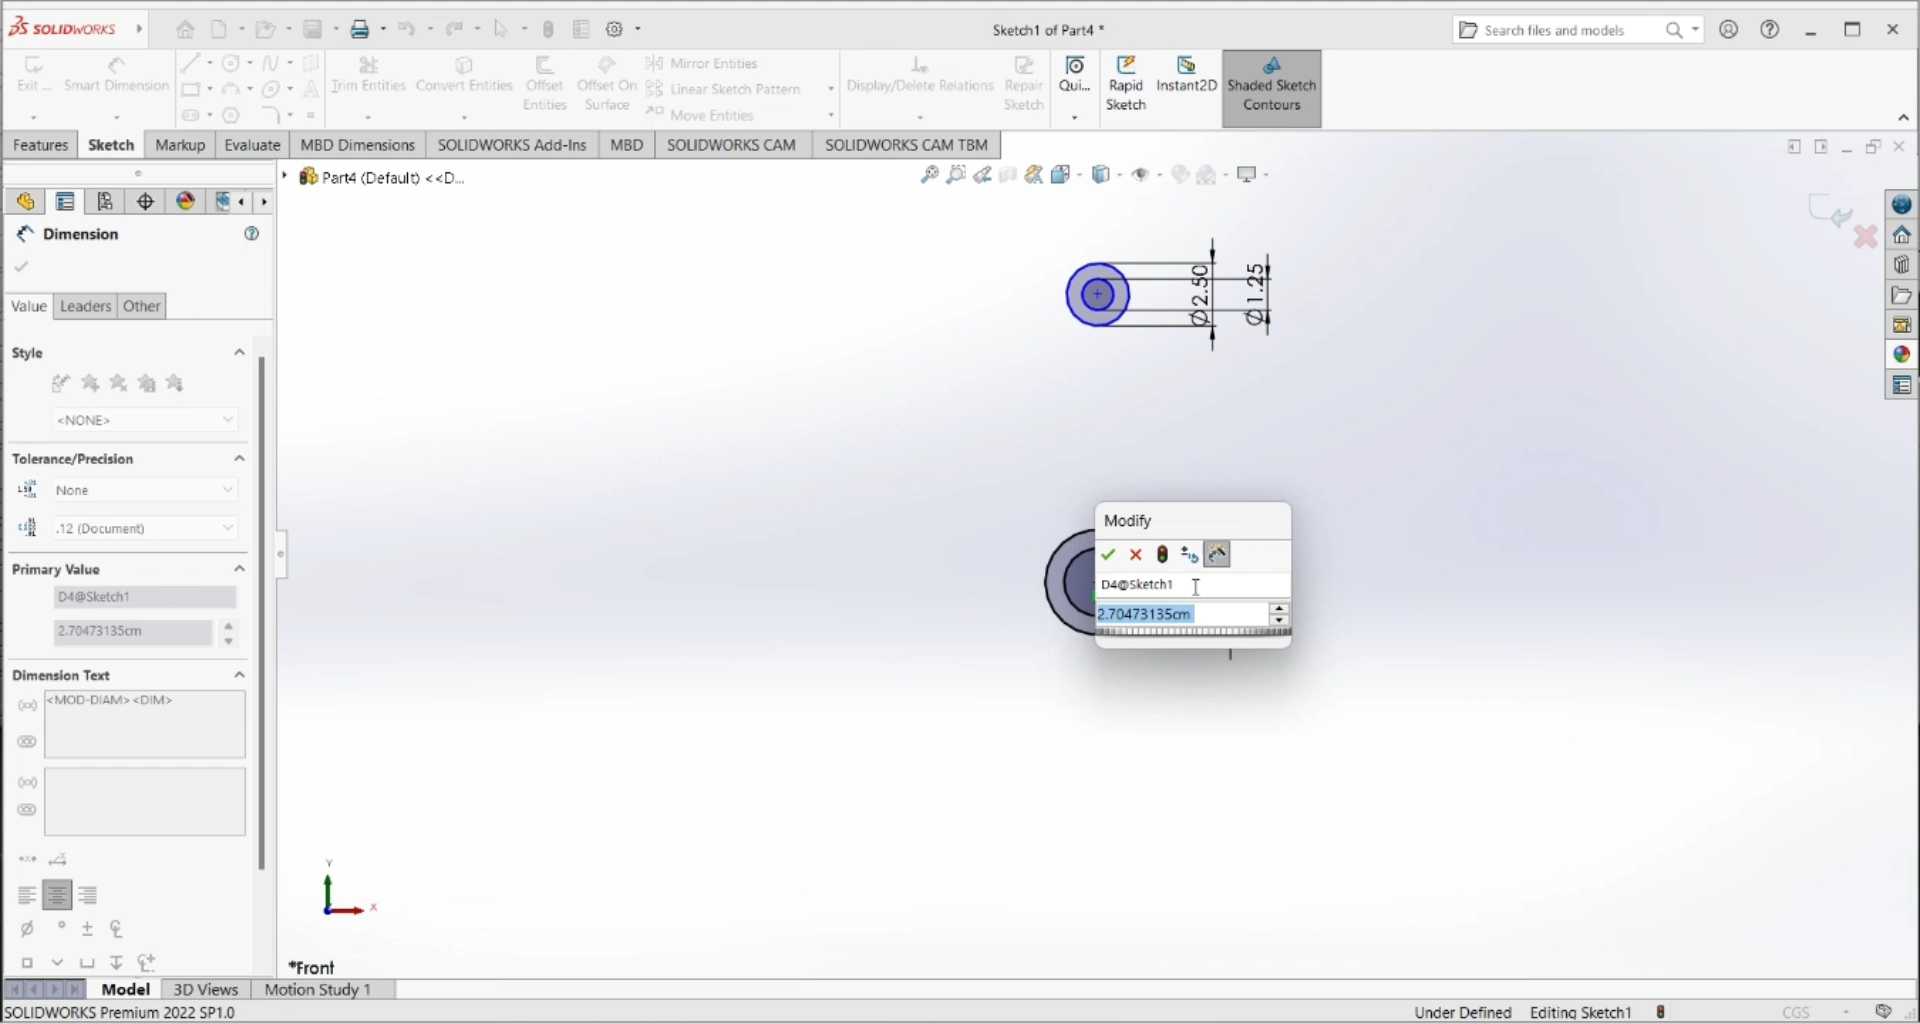 SOLIDWORKS
Sketch1 of Part4 *
Search files and models
Exit ...
Smart Dimension
Trim Entities
Convert Entities
Offset Entities
Offset On Surface
Mirror Entities
Linear Sketch Pattern
Move Entities
Display/Delete Relations
Repair Sketch
Qui...
Rapid Sketch
Instant2D
Shaded Sketch Contours
Features
Sketch
Markup
Evaluate
MBD Dimensions
SOLIDWORKS Add-Ins
MBD
SOLIDWORKS CAM
SOLIDWORKS CAM TBM
Part4 (Default) <<D...
Dimension
Value
Leaders
Other
Style
<NONE>
Tolerance/Precision
None
.12 (Document)
Primary Value
D4@Sketch1
2.70473135cm
Dimension Text
<MOD-DIAM><DIM>
Ø2.50
Ø1.25
Modify
D4@Sketch1
2.70473135cm
Y
X
*Front
Model
3D Views
Motion Study 1
SOLIDWORKS Premium 2022 SP1.0
Under Defined
Editing Sketch1
CGS